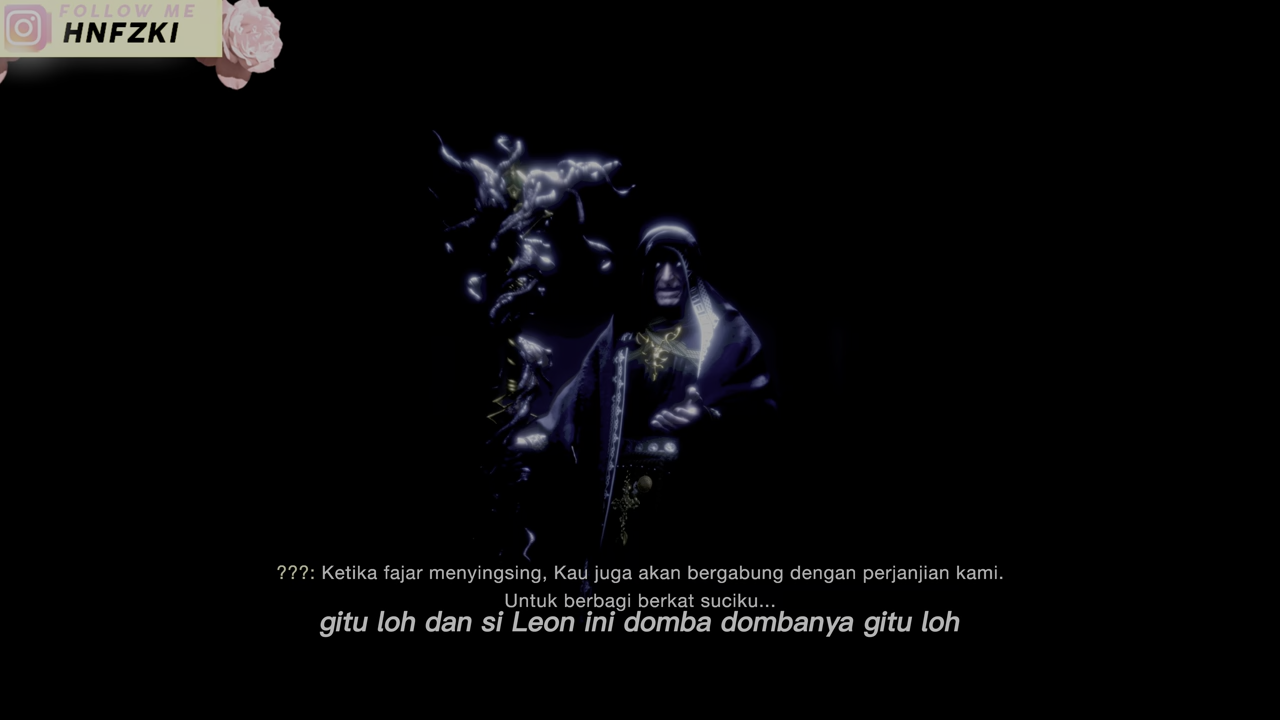 FOLLOW ME
HNFZKI
???: Ketika fajar menyingsing, Kau juga akan bergabung dengan perjanjian kami.
Untuk berbagi berkat suciku...
gitu loh dan si Leon ini domba dombanya gitu loh